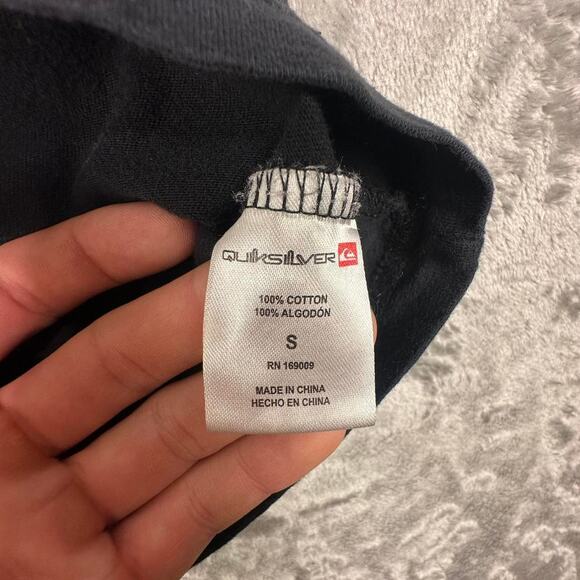 QUIKSILVER
100% COTTON
100% ALGODÓN
S
RN 169009
MADE IN CHINA
HECHO EN CHINA